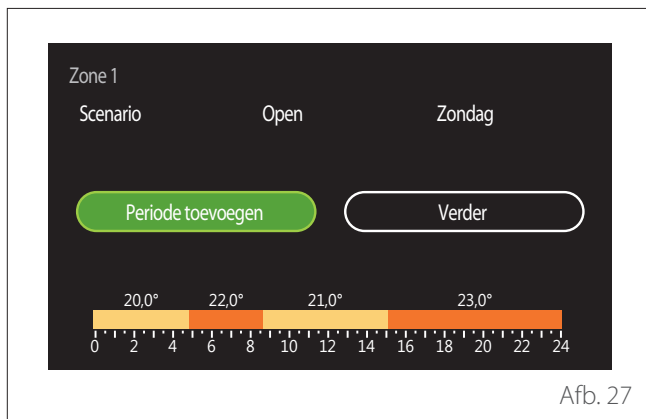 Zone 1
Scenario Open Zondag
Periode toevoegen Verder
20,0° 22,0° 21,0° 23,0°
0 2 4 6 8 10 12 14 16 18 20 22 24
Afb. 27